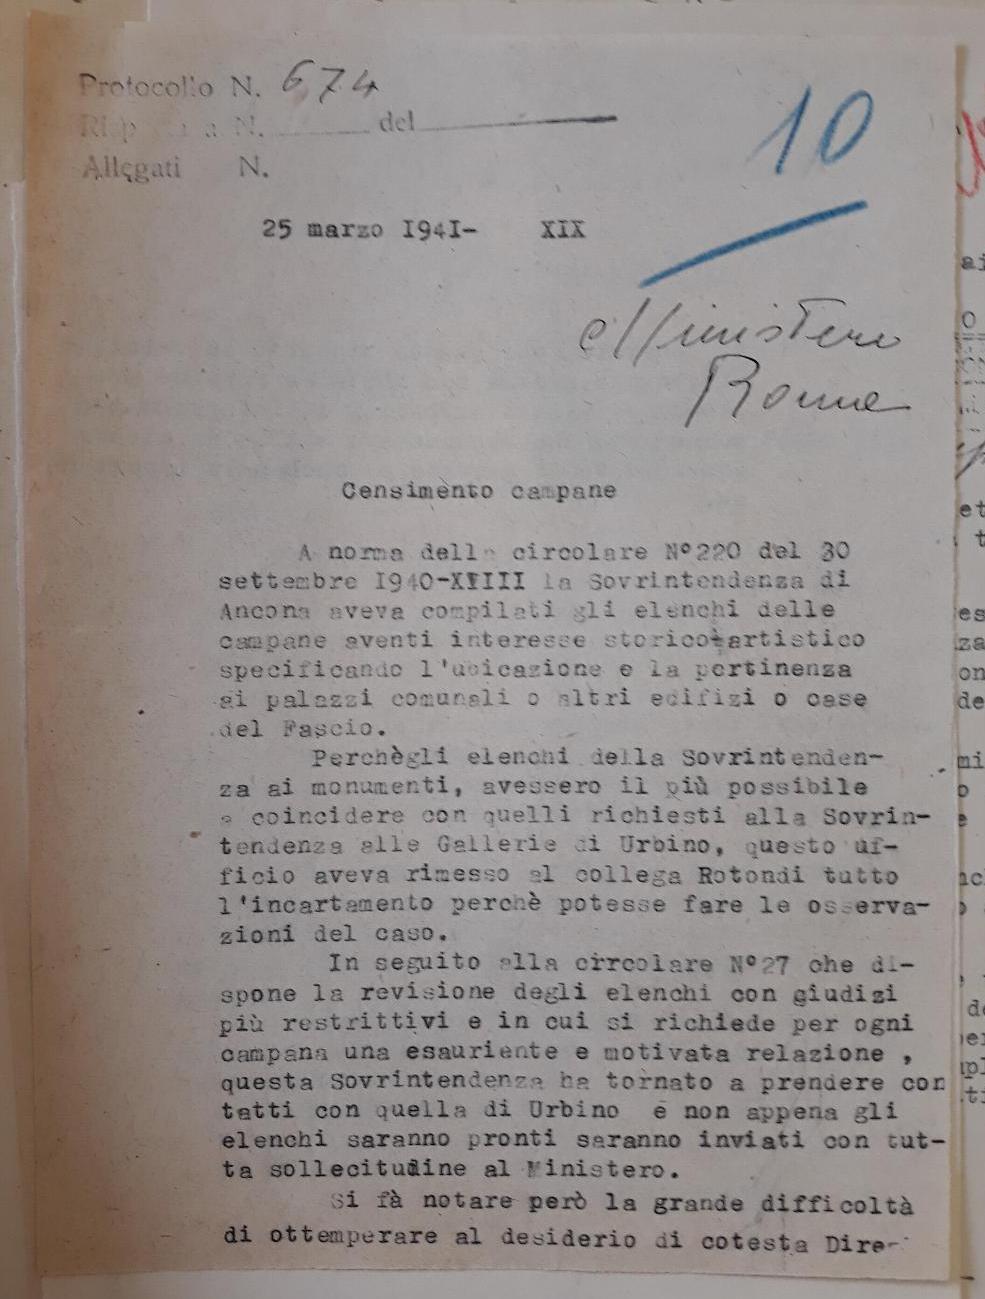 Protocollo N. 674
N. del
Allegati N.
10
25 marzo I94I- XIX
Ministero
Roma
Censimento campane
A norma della circolare N°220 del 30
settembre I940-XVIII la Sovrintendenza di
Ancona aveva compilati gli elenchi delle
campane aventi interesse storico-artistico
specificando l'ubicazione e la pertinenza
ai palazzi comunali o altri edifizi o case
del Fascio.
Perchègli elenchi della Sovrintenden-
za ai monumenti, avessero il più possibile
a coincidere con quelli richiesti alla Sovrin-
tendenza alle Gallerie di Urbino, questo uf-
ficio aveva rimesso al collega Rotondi tutto
l'incartamento perchè potesse fare le osserva-
zioni del caso.
In seguito alla circolare N°27 che di-
spone la revisione degli elenchi con giudizi
più restrittivi e in cui si richiede per ogni
campana una esauriente e motivata relazione ,
questa Sovrintendenza ha tornato a prendere con
tatti con quella di Urbino e non appena gli
elenchi saranno pronti saranno inviati con tut-
ta sollecitudine al Ministero.
Si fà notare però la grande difficoltà
di ottemperare al desiderio di cotesta Dire-